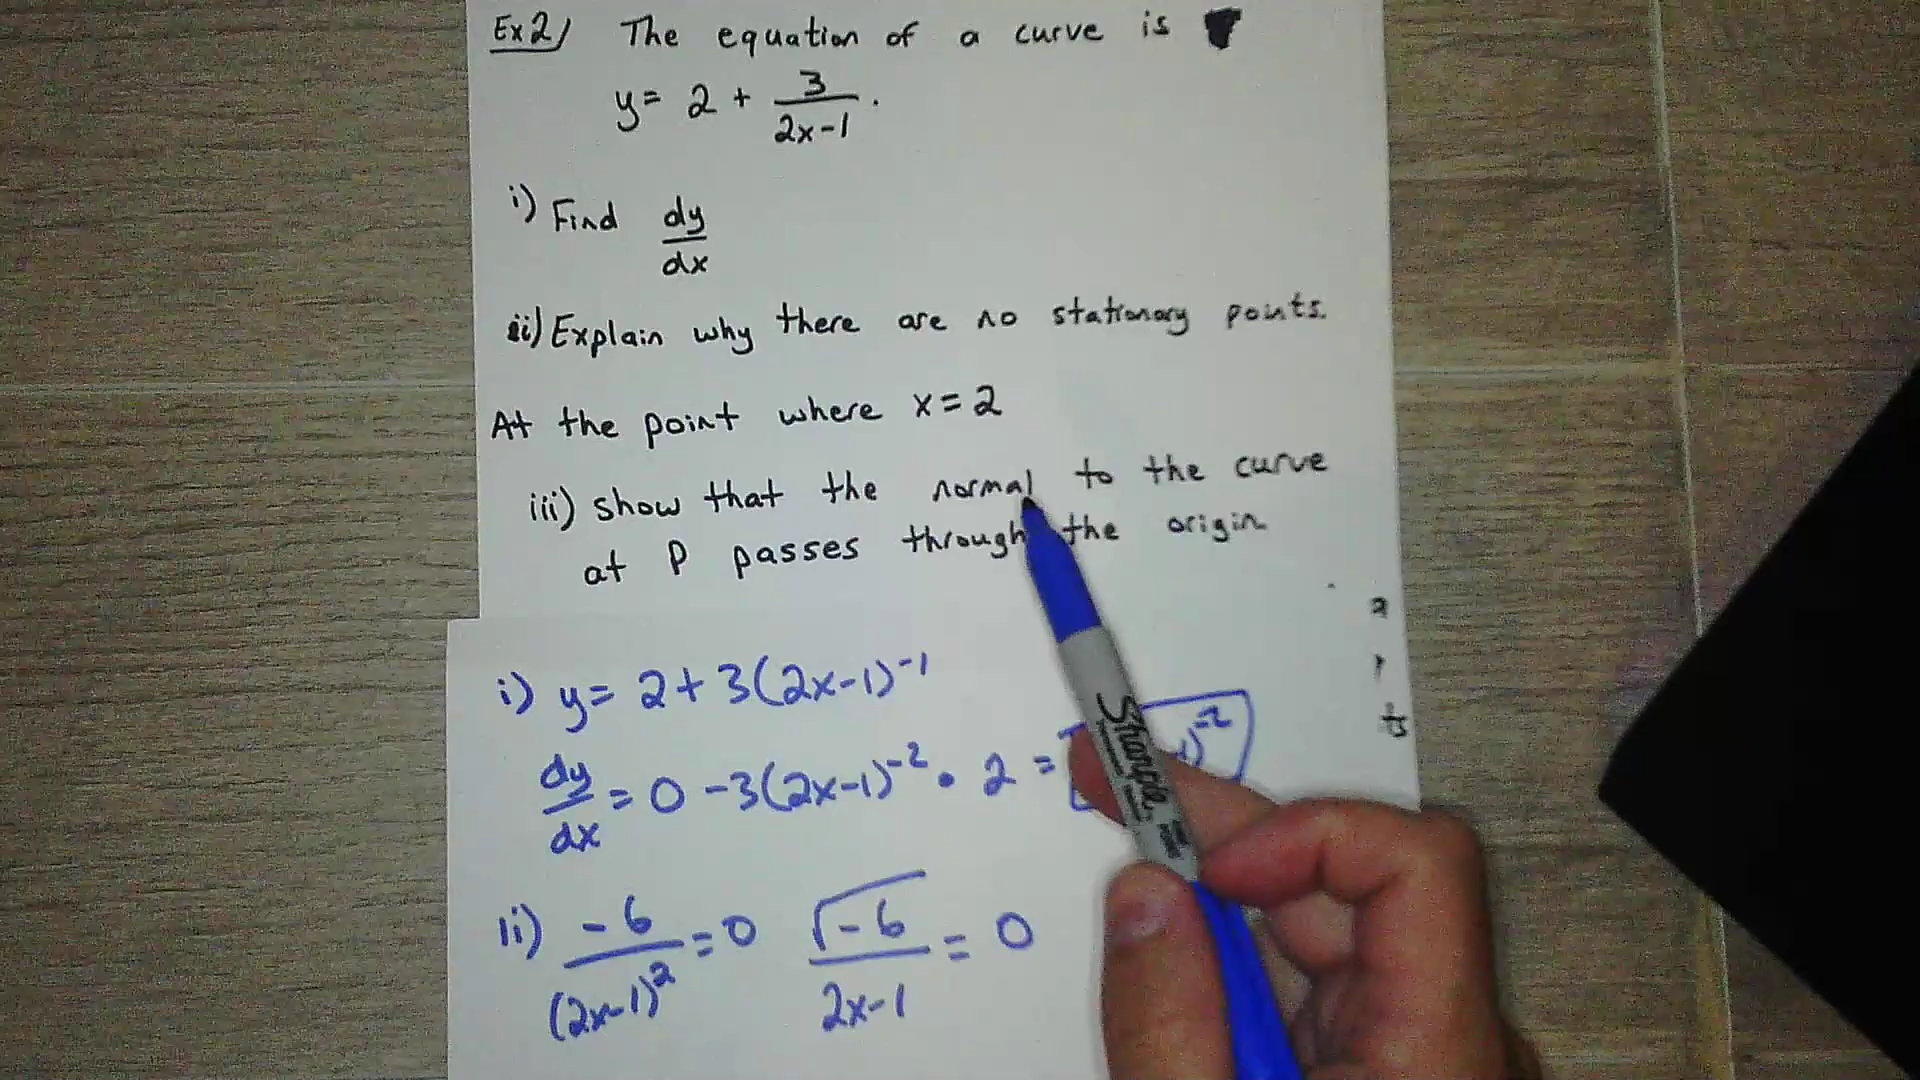 Ex 2) The equation of a curve is
y = 2 + 3/(2x-1).
i) Find dy/dx
ii) Explain why there are no stationary points.
At the point where x = 2
iii) show that the normal to the curve
at P passes through the origin
i) y = 2 + 3(2x-1)^-1
dy/dx = 0 - 3(2x-1)^-2 • 2 = )^-2
ii) -6/(2x-1)^2 = 0 √-6/2x-1 = 0
Sharpie